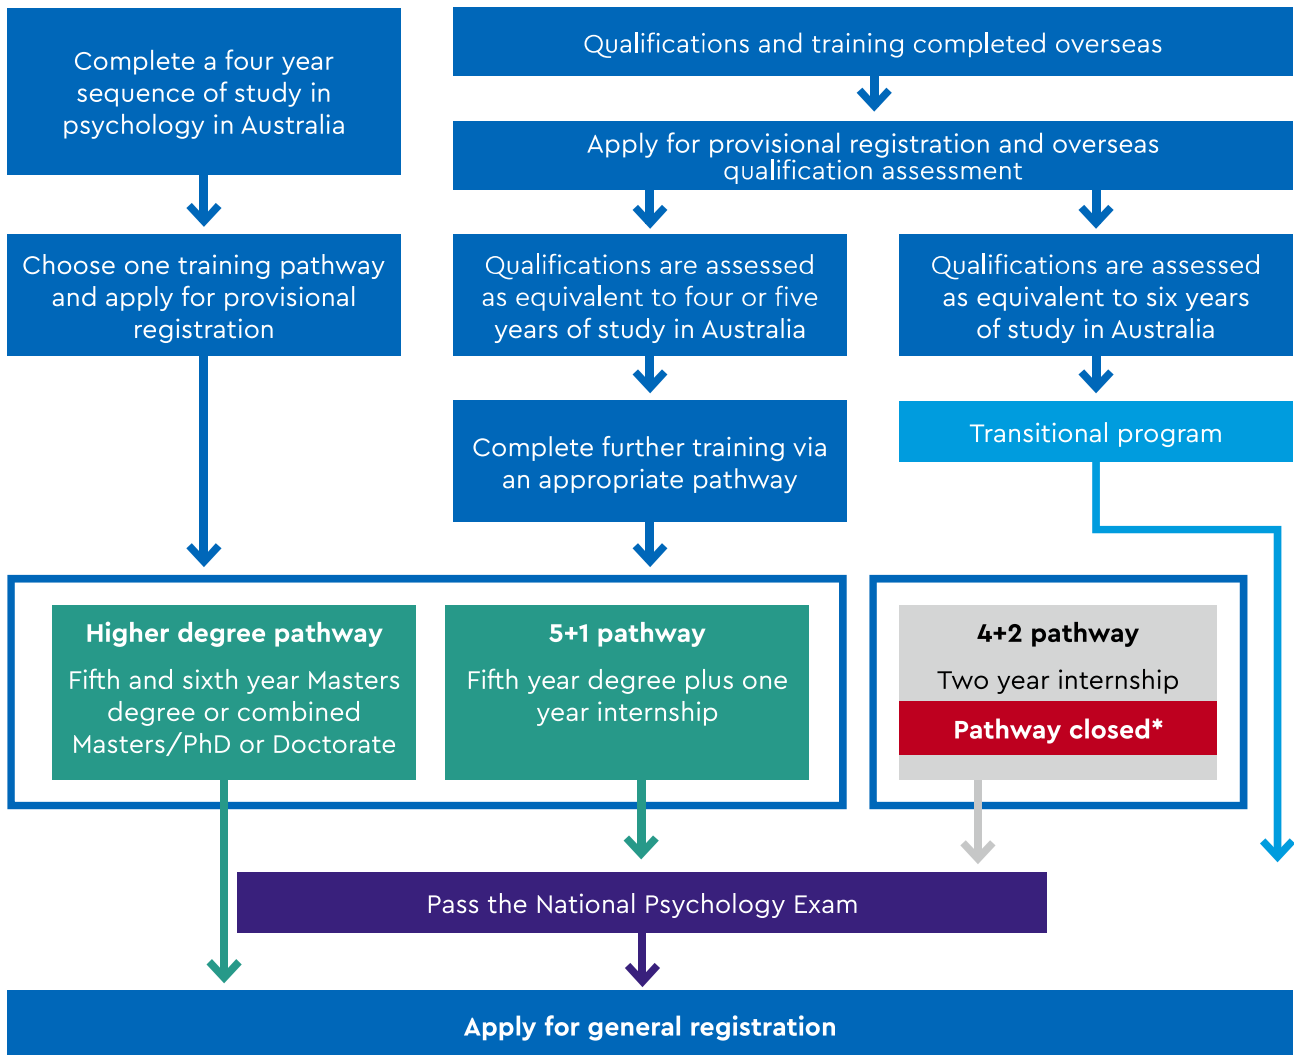 Complete a four year
sequence of study in
psychology in Australia
Qualifications and training completed overseas
Apply for provisional registration and overseas
qualification assessment
Choose one training pathway
and apply for provisional
registration
Qualifications are assessed
as equivalent to four or five
years of study in Australia
Qualifications are assessed
as equivalent to six years
of study in Australia
Complete further training via
an appropriate pathway
Transitional program
Higher degree pathway
Fifth and sixth year Masters
degree or combined
Masters/PhD or Doctorate
5+1 pathway
Fifth year degree plus one
year internship
4+2 pathway
Two year internship
Pathway closed*
Pass the National Psychology Exam
Apply for general registration